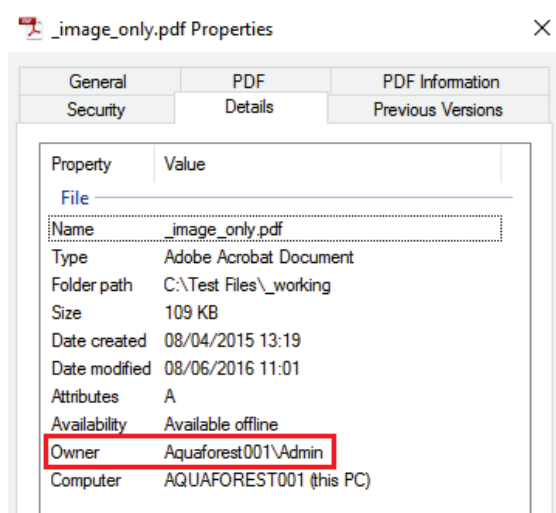 _image_only.pdf Properties
General PDF PDF Information
Security Details Previous Versions
Property Value
File
Name _image_only.pdf
Type Adobe Acrobat Document
Folder path C:\Test Files\_working
Size 109 KB
Date created 08/04/2015 13:19
Date modified 08/06/2016 11:01
Attributes A
Availability Available offline
Owner Aquaforest001\Admin
Computer AQUAFOREST001 (this PC)